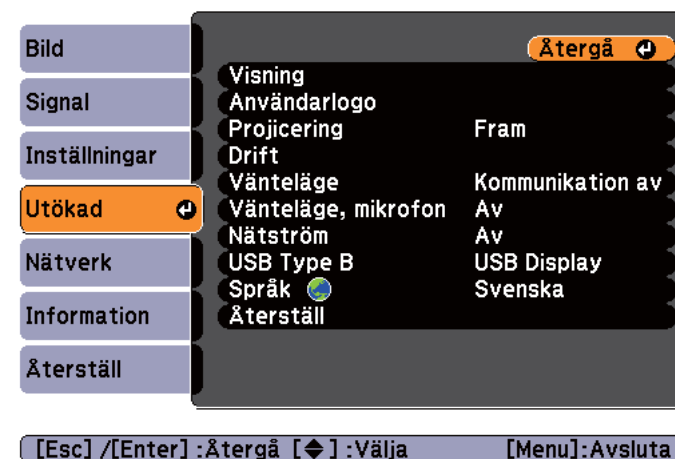 Bild
Signal
Inställningar
Utökad
Nätverk
Information
Återställ
Återgå
Visning
Användarlogo
Projicering Fram
Drift
Vänteläge Kommunikation av
Vänteläge, mikrofon Av
Nätström Av
USB Type B USB Display
Språk Svenska
Återställ
[Esc] /[Enter] :Återgå [◆] :Välja [Menu]:Avsluta